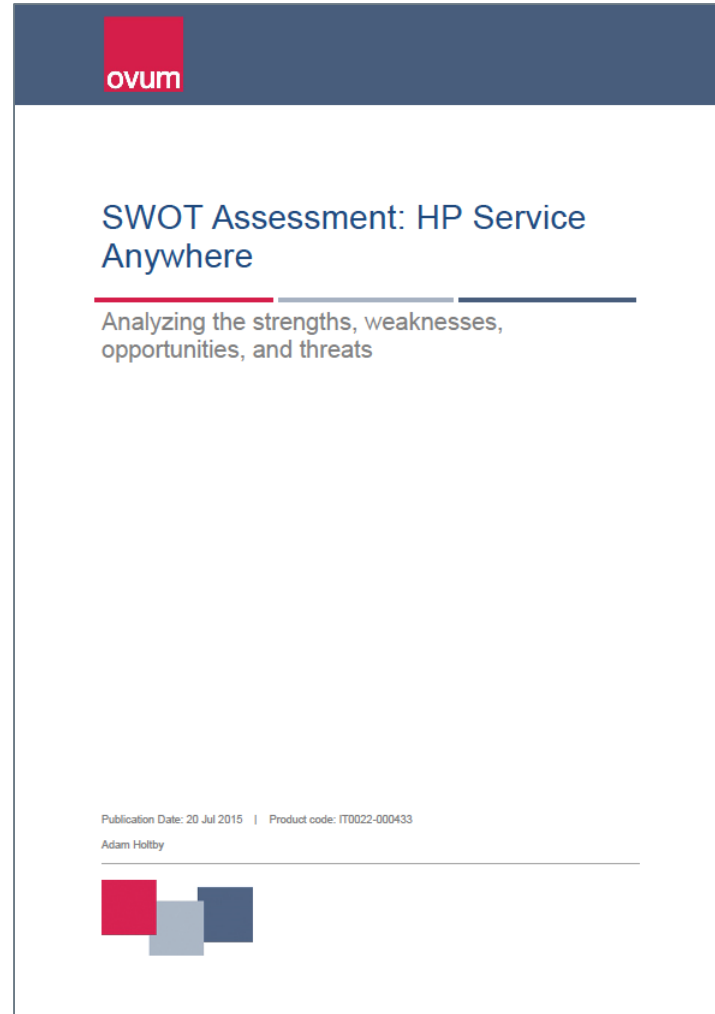 ovum
SWOT Assessment: HP Service
Anywhere
Analyzing the strengths, weaknesses,
opportunities, and threats
Publication Date: 20 Jul 2015 | Product code: IT0022-000433
Adam Holtby